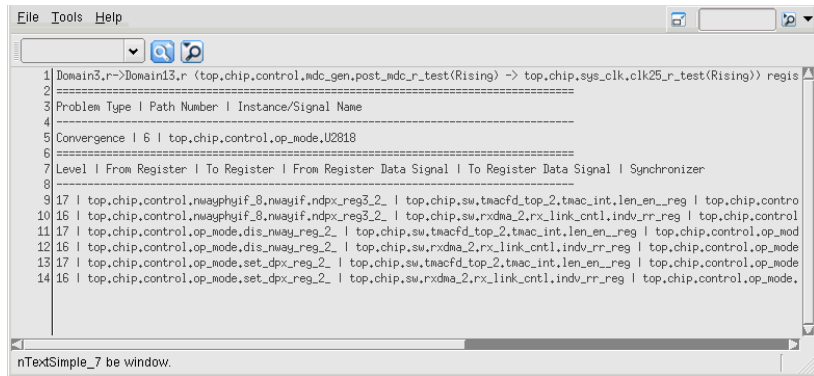 File Tools Help
1 Domain3.r->Domain13.r (top.chip.control.mdc_gen.post_mdc_r_test(Rising) -> top.chip.sys_clk.clk25_r_test(Rising)) regis
2 ==========================================================================
3 Problem Type | Path Number | Instance/Signal Name
4 --------------------------------------------------------------------------
5 Convergence | 6 | top.chip.control.op_mode.U2818
6 ==========================================================================
7 Level | From Register | To Register | From Register Data Signal | To Register Data Signal | Synchronizer
8 --------------------------------------------------------------------------
9 17 | top.chip.control.nwayphyif_8.nwayif.ndpx_reg3_2_ | top.chip.sw.tmacfd_top_2.tmac_int.len_en__reg | top.chip.contro
10 16 | top.chip.control.nwayphyif_8.nwayif.ndpx_reg3_2_ | top.chip.sw.rxdma_2.rx_link_cntl.indv_rr_reg | top.chip.control
11 17 | top.chip.control.op_mode.dis_nway_reg_2_ | top.chip.sw.tmacfd_top_2.tmac_int.len_en__reg | top.chip.control.op_mod
12 16 | top.chip.control.op_mode.dis_nway_reg_2_ | top.chip.sw.rxdma_2.rx_link_cntl.indv_rr_reg | top.chip.control.op_mode
13 17 | top.chip.control.op_mode.set_dpx_reg_2_ | top.chip.sw.tmacfd_top_2.tmac_int.len_en__reg | top.chip.control.op_mode
14 16 | top.chip.control.op_mode.set_dpx_reg_2_ | top.chip.sw.rxdma_2.rx_link_cntl.indv_rr_reg | top.chip.control.op_mode.
nTextSimple_7 be window.